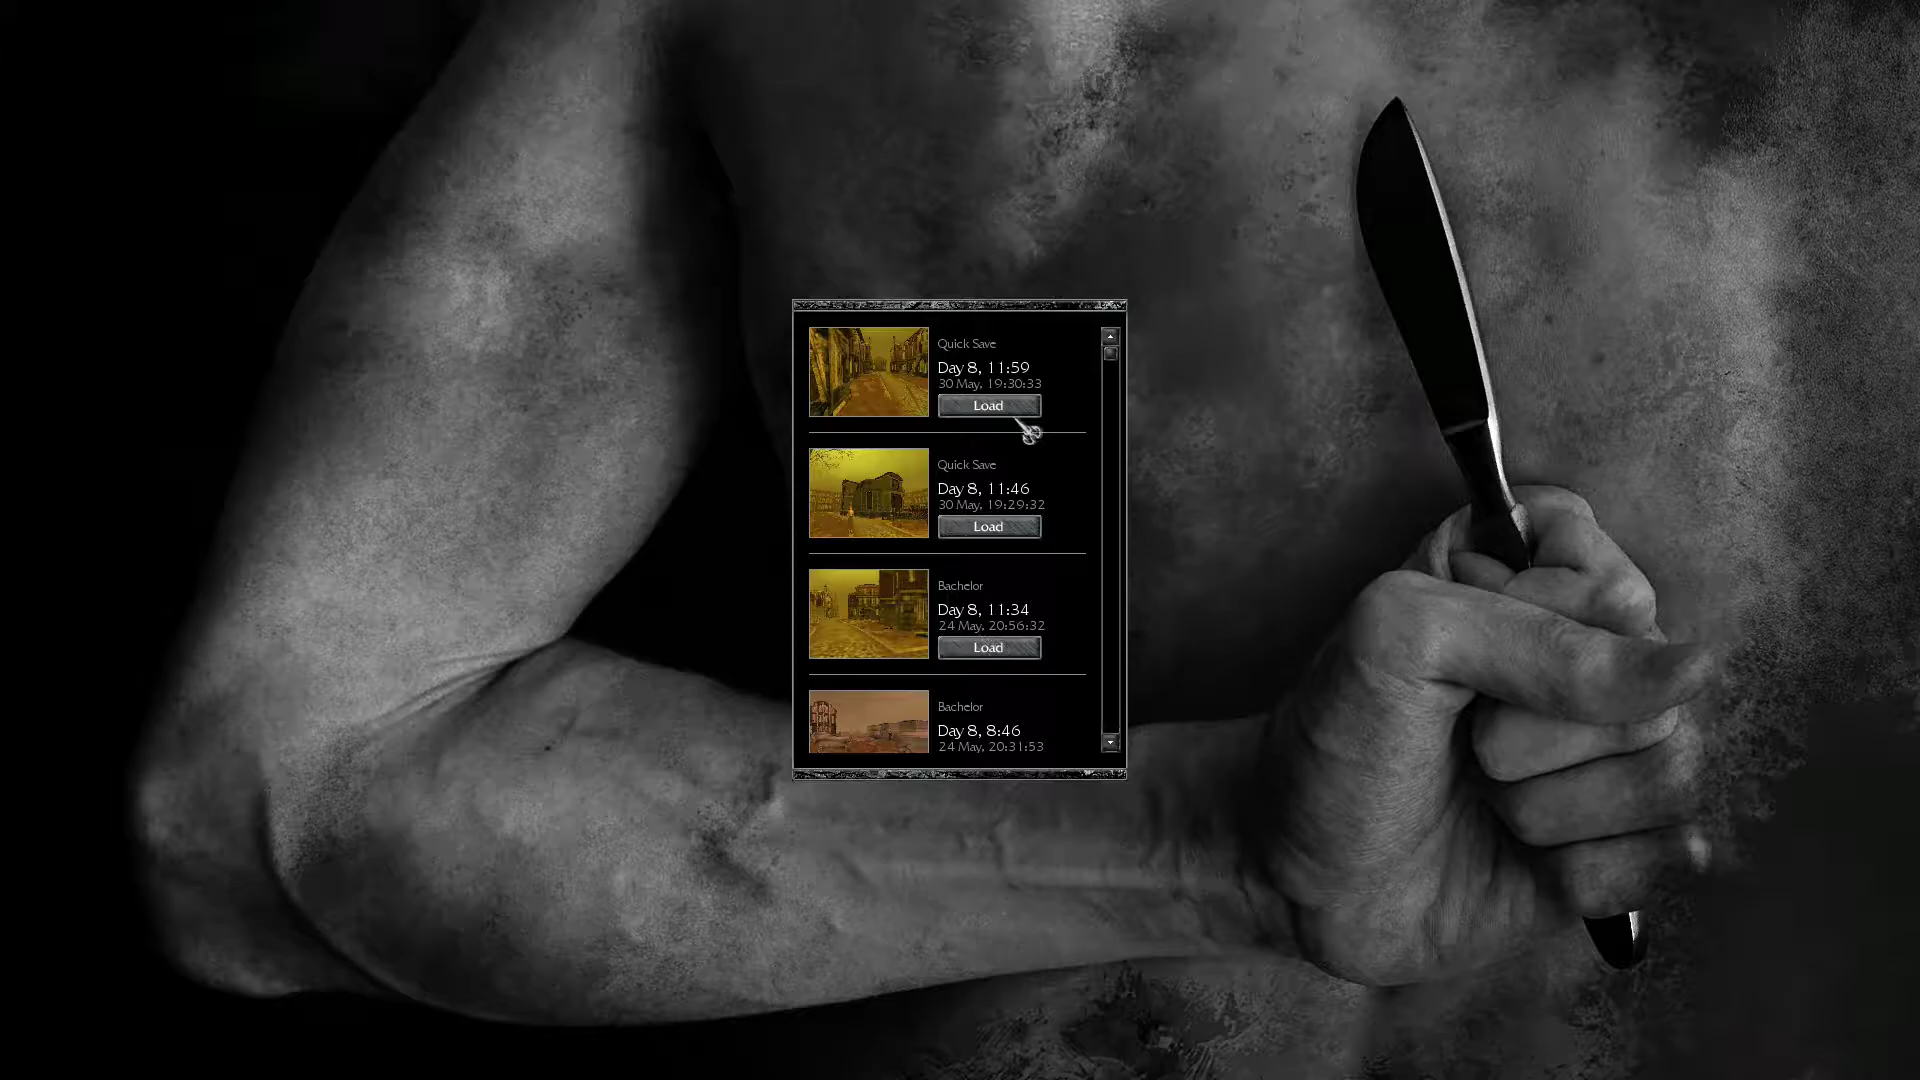 Quick Save
Day 8, 11:59
30 May, 19:30:33
Load
Quick Save
Day 8, 11:46
30 May, 19:29:32
Load
Bachelor
Day 8, 11:34
24 May, 20:56:32
Load
Bachelor
Day 8, 8:46
24 May, 20:31:53